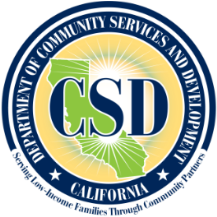 DEPARTMENT OF COMMUNITY SERVICES AND DEVELOPMENT
CSD
CALIFORNIA
Serving Low-Income Families Through Community Partners